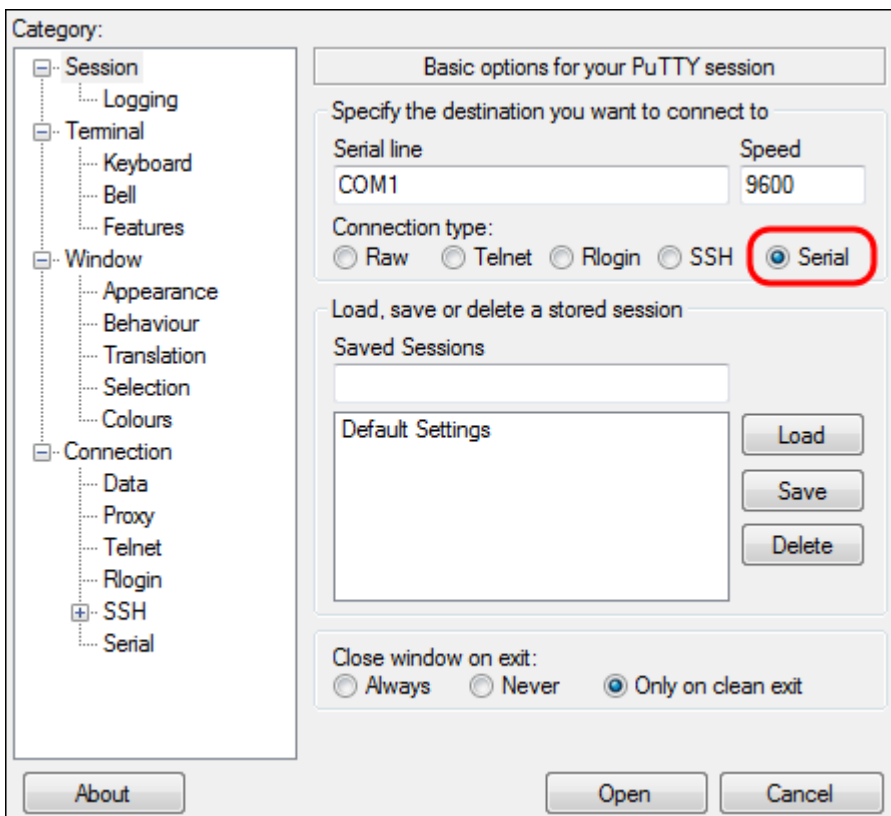 Category:
Session
Logging
Terminal
Keyboard
Bell
Features
Window
Appearance
Behaviour
Translation
Selection
Colours
Connection
Data
Proxy
Telnet
Rlogin
SSH
Serial
Basic options for your PuTTY session
Specify the destination you want to connect to
Serial line Speed
COM1 9600
Connection type:
Raw Telnet Rlogin SSH Serial
Load, save or delete a stored session
Saved Sessions
Default Settings
Load
Save
Delete
Close window on exit:
Always Never Only on clean exit
About Open Cancel